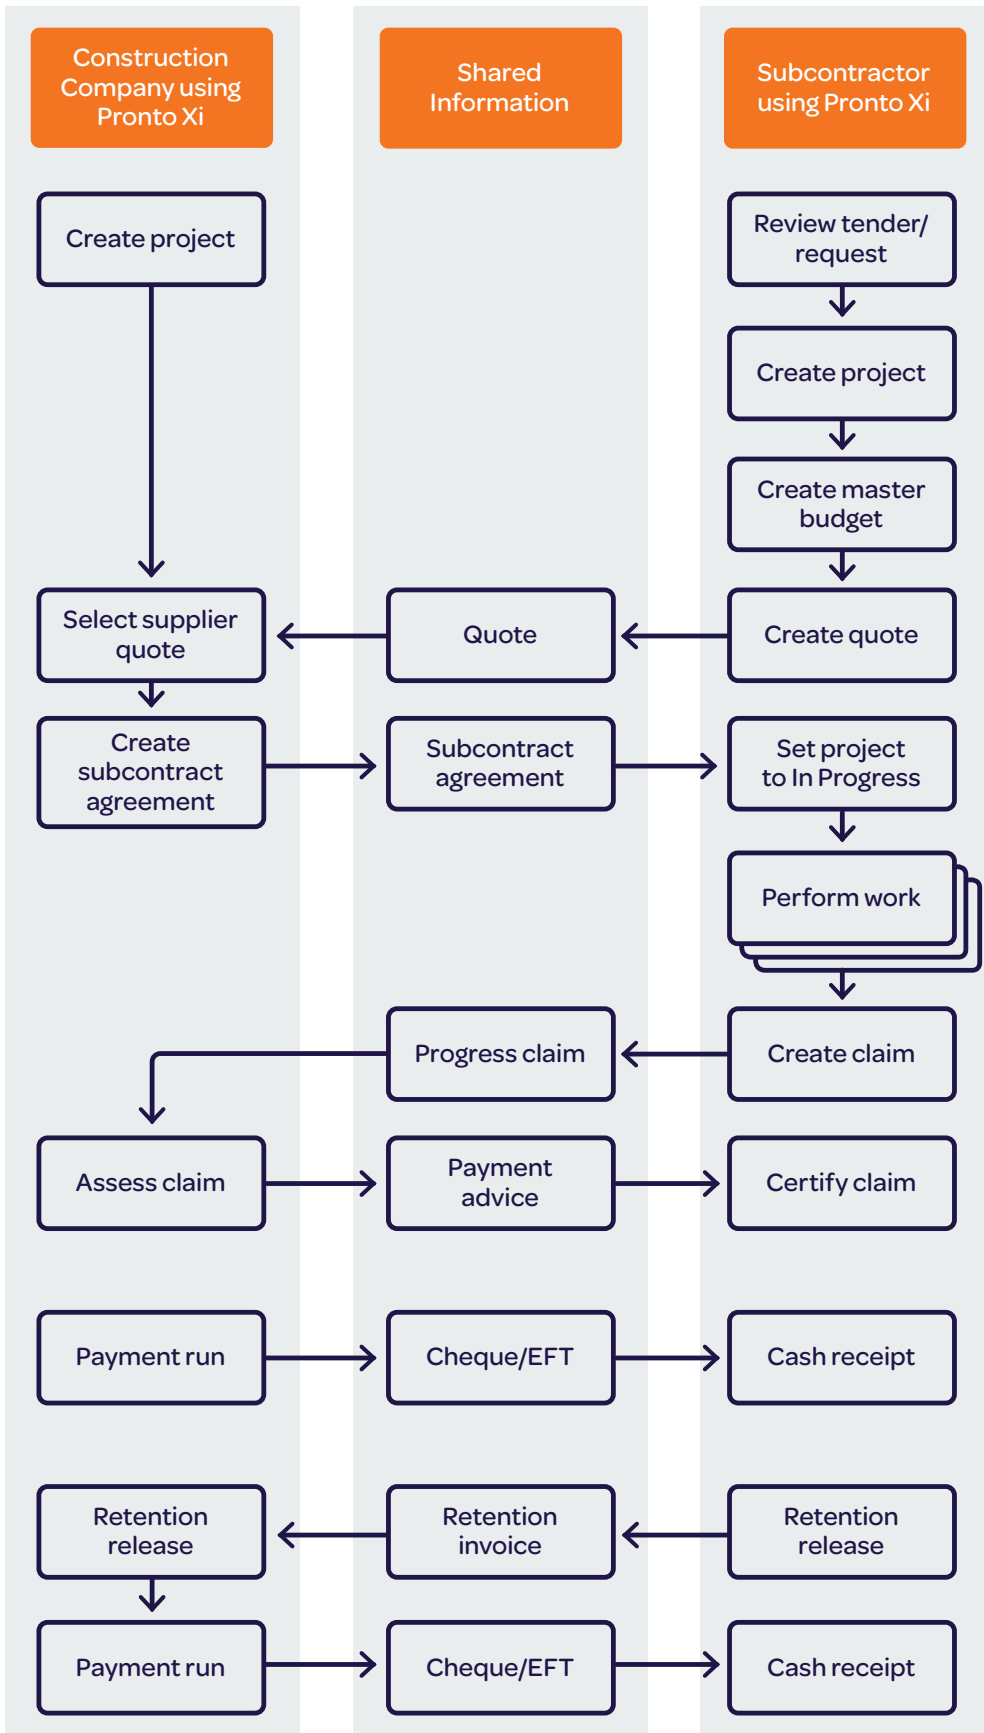 Construction
Company using
Pronto Xi
Shared
Information
Subcontractor
using Pronto Xi
Create project
Review tender/
request
Create project
Create master
budget
Select supplier
quote
Quote
Create quote
Create
subcontract
agreement
Subcontract
agreement
Set project
to In Progress
Perform work
Progress claim
Create claim
Assess claim
Payment
advice
Certify claim
Payment run
Cheque/EFT
Cash receipt
Retention
release
Retention
invoice
Retention
release
Payment run
Cheque/EFT
Cash receipt